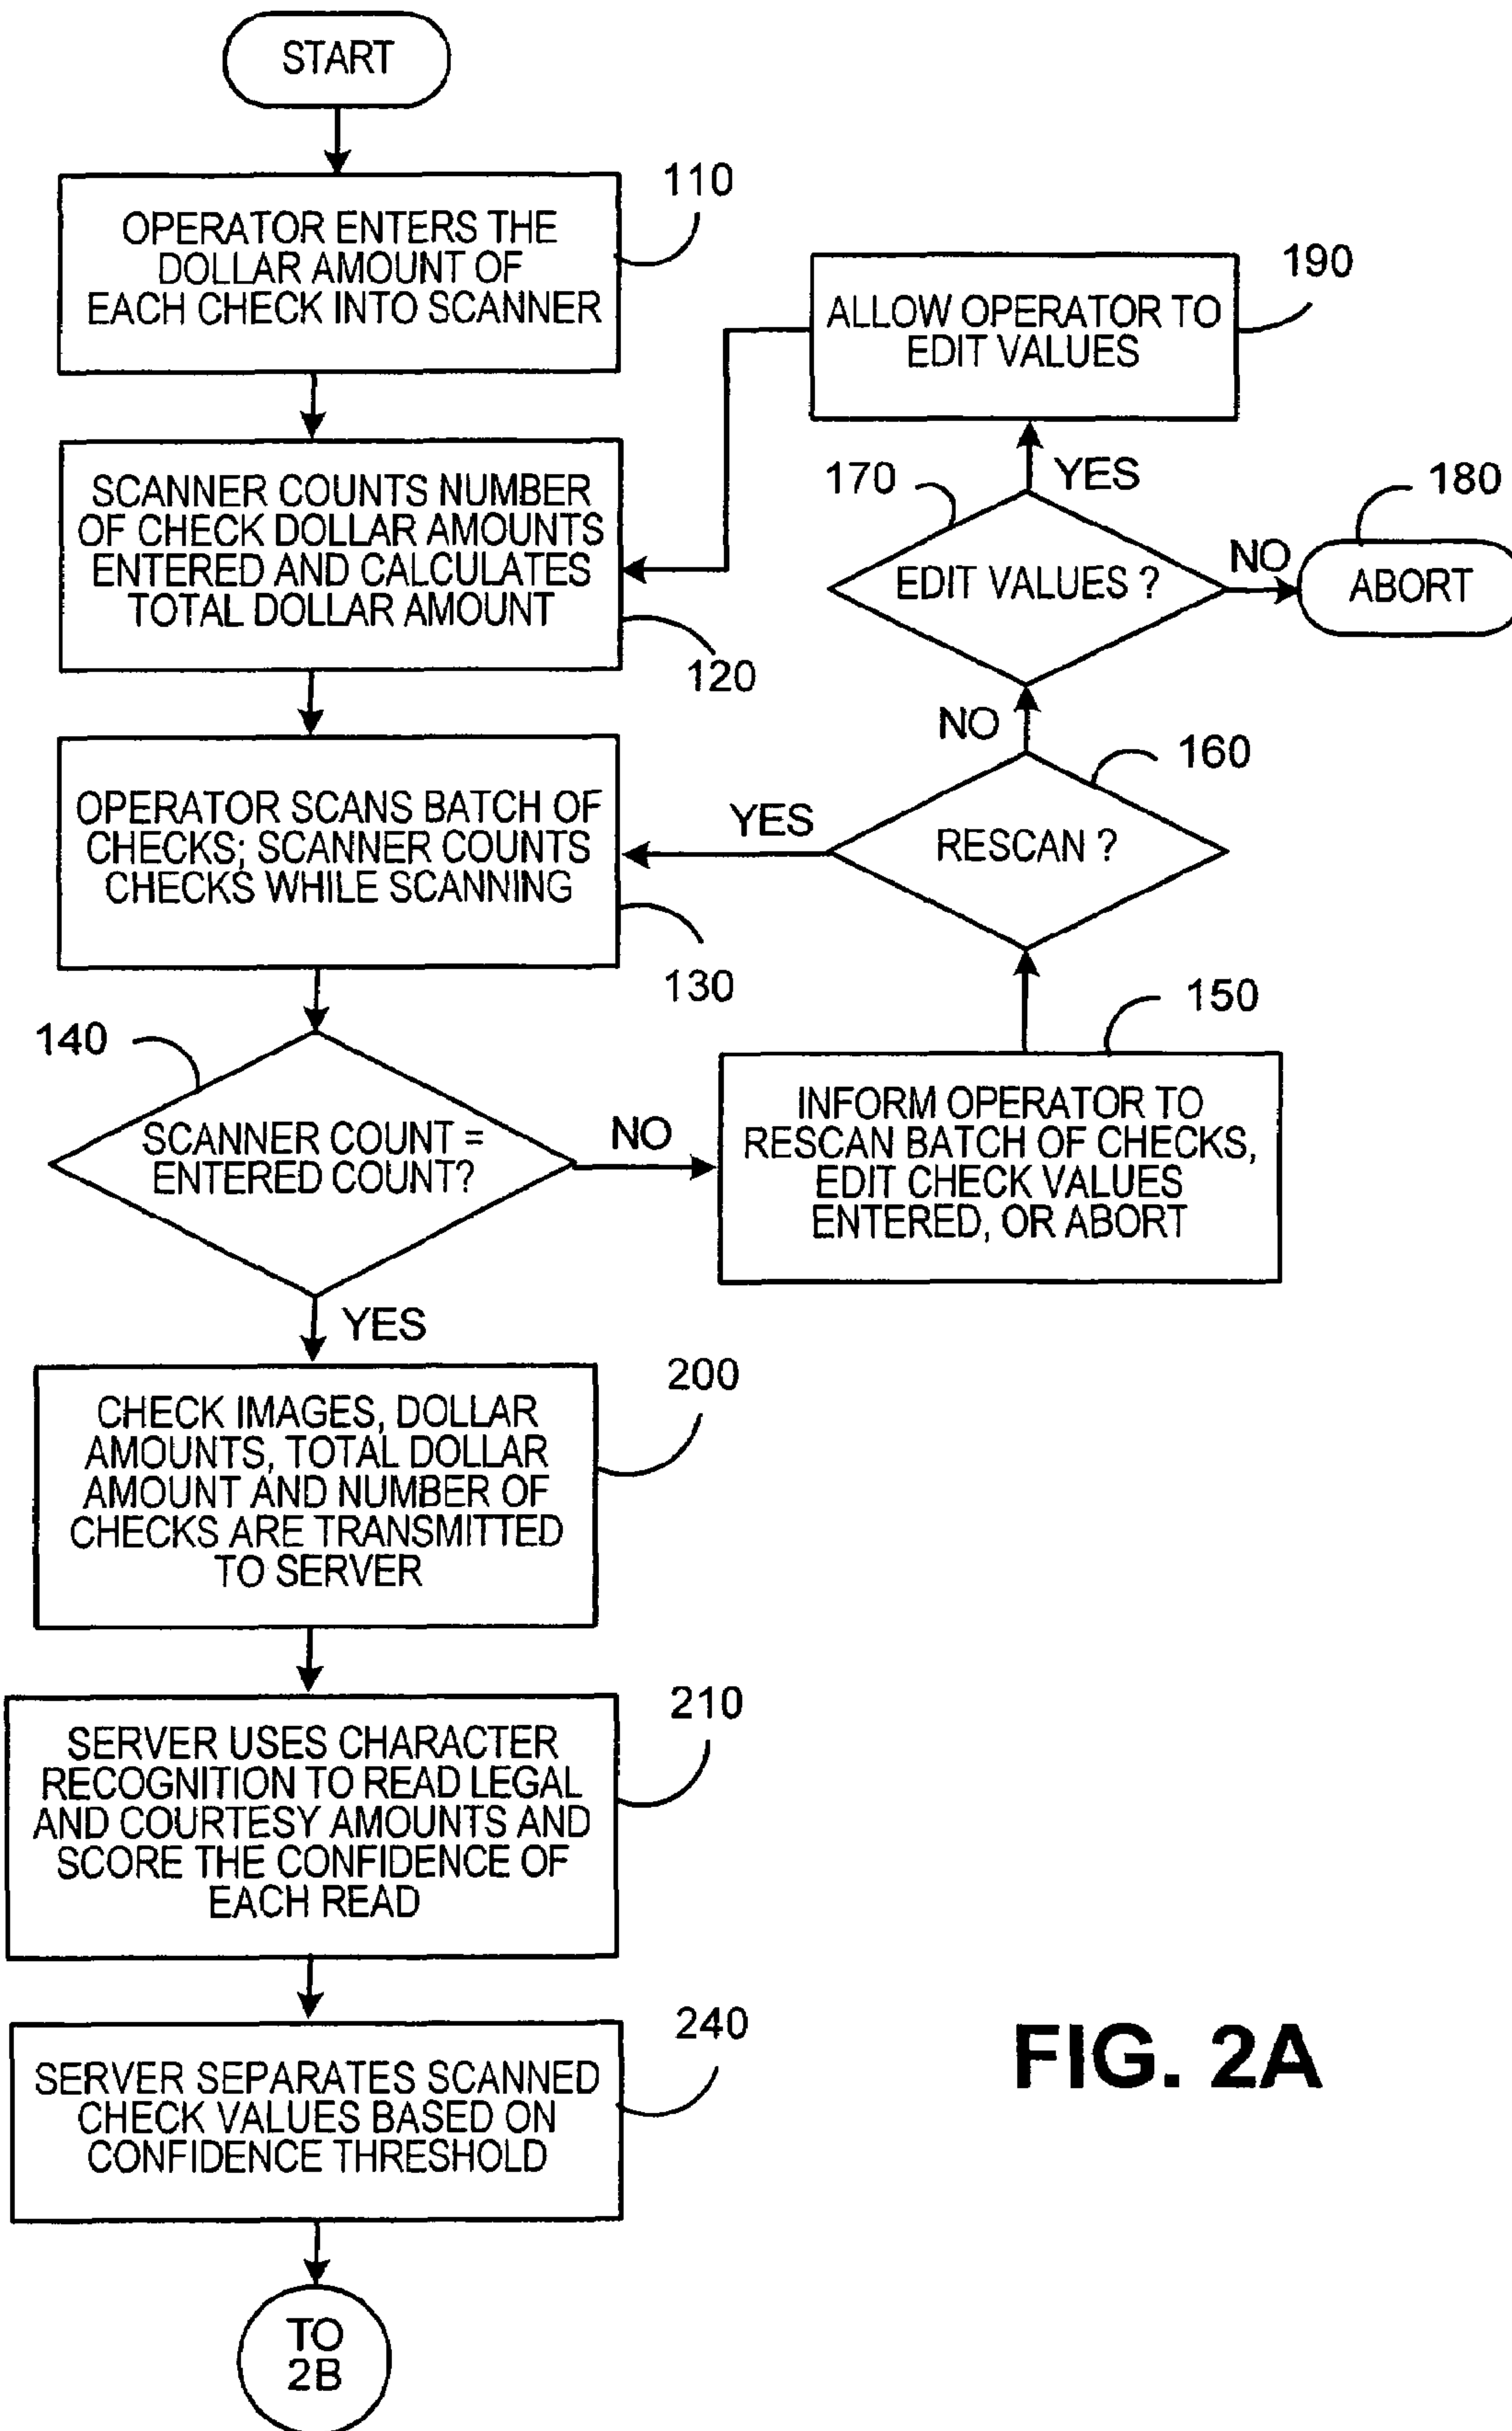 START
110
OPERATOR ENTERS THE
DOLLAR AMOUNT OF
EACH CHECK INTO SCANNER
190
ALLOW OPERATOR TO
EDIT VALUES
SCANNER COUNTS NUMBER
OF CHECK DOLLAR AMOUNTS
ENTERED AND CALCULATES
TOTAL DOLLAR AMOUNT
120
170
YES
180
EDIT VALUES ?
NO
ABORT
NO
160
OPERATOR SCANS BATCH OF
CHECKS; SCANNER COUNTS
CHECKS WHILE SCANNING
130
YES
RESCAN ?
150
140
SCANNER COUNT =
ENTERED COUNT?
NO
INFORM OPERATOR TO
RESCAN BATCH OF CHECKS,
EDIT CHECK VALUES
ENTERED, OR ABORT
YES
200
CHECK IMAGES, DOLLAR
AMOUNTS, TOTAL DOLLAR
AMOUNT AND NUMBER OF
CHECKS ARE TRANSMITTED
TO SERVER
210
SERVER USES CHARACTER
RECOGNITION TO READ LEGAL
AND COURTESY AMOUNTS AND
SCORE THE CONFIDENCE OF
EACH READ
240
SERVER SEPARATES SCANNED
CHECK VALUES BASED ON
CONFIDENCE THRESHOLD
FIG. 2A
TO
2B